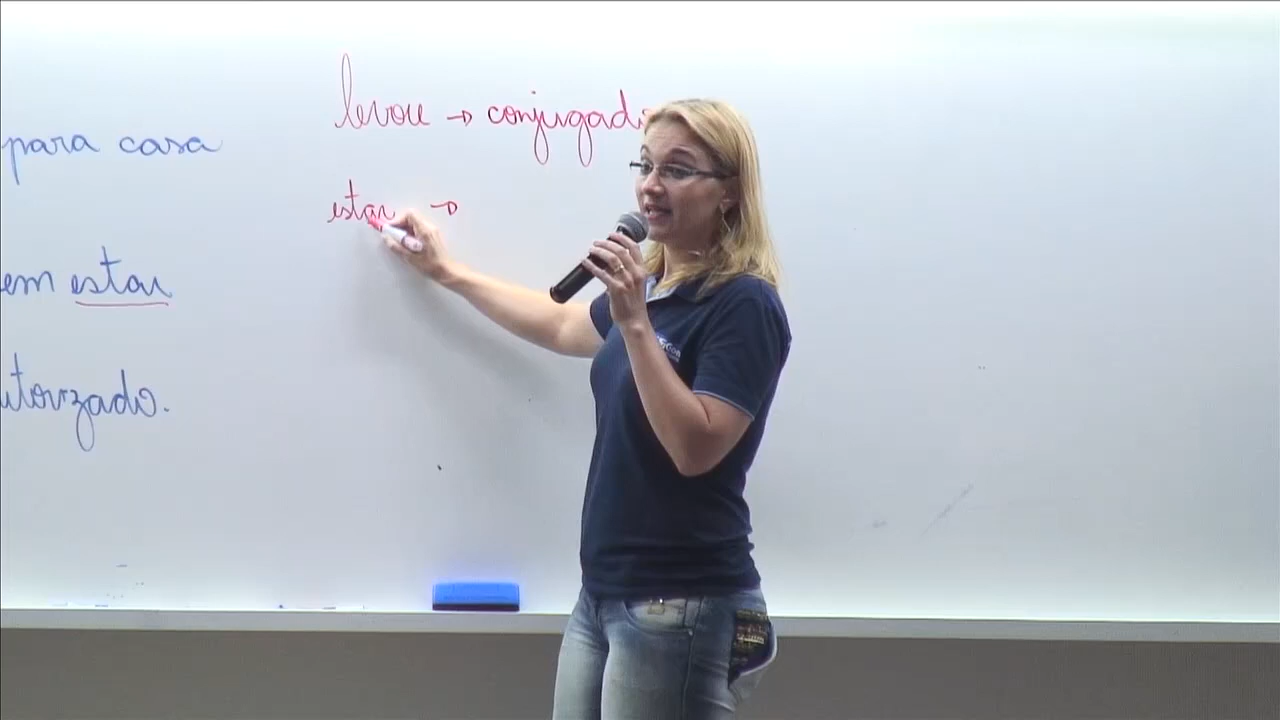 levou → conjugado
para casa
estar →
em estar
utorizado.